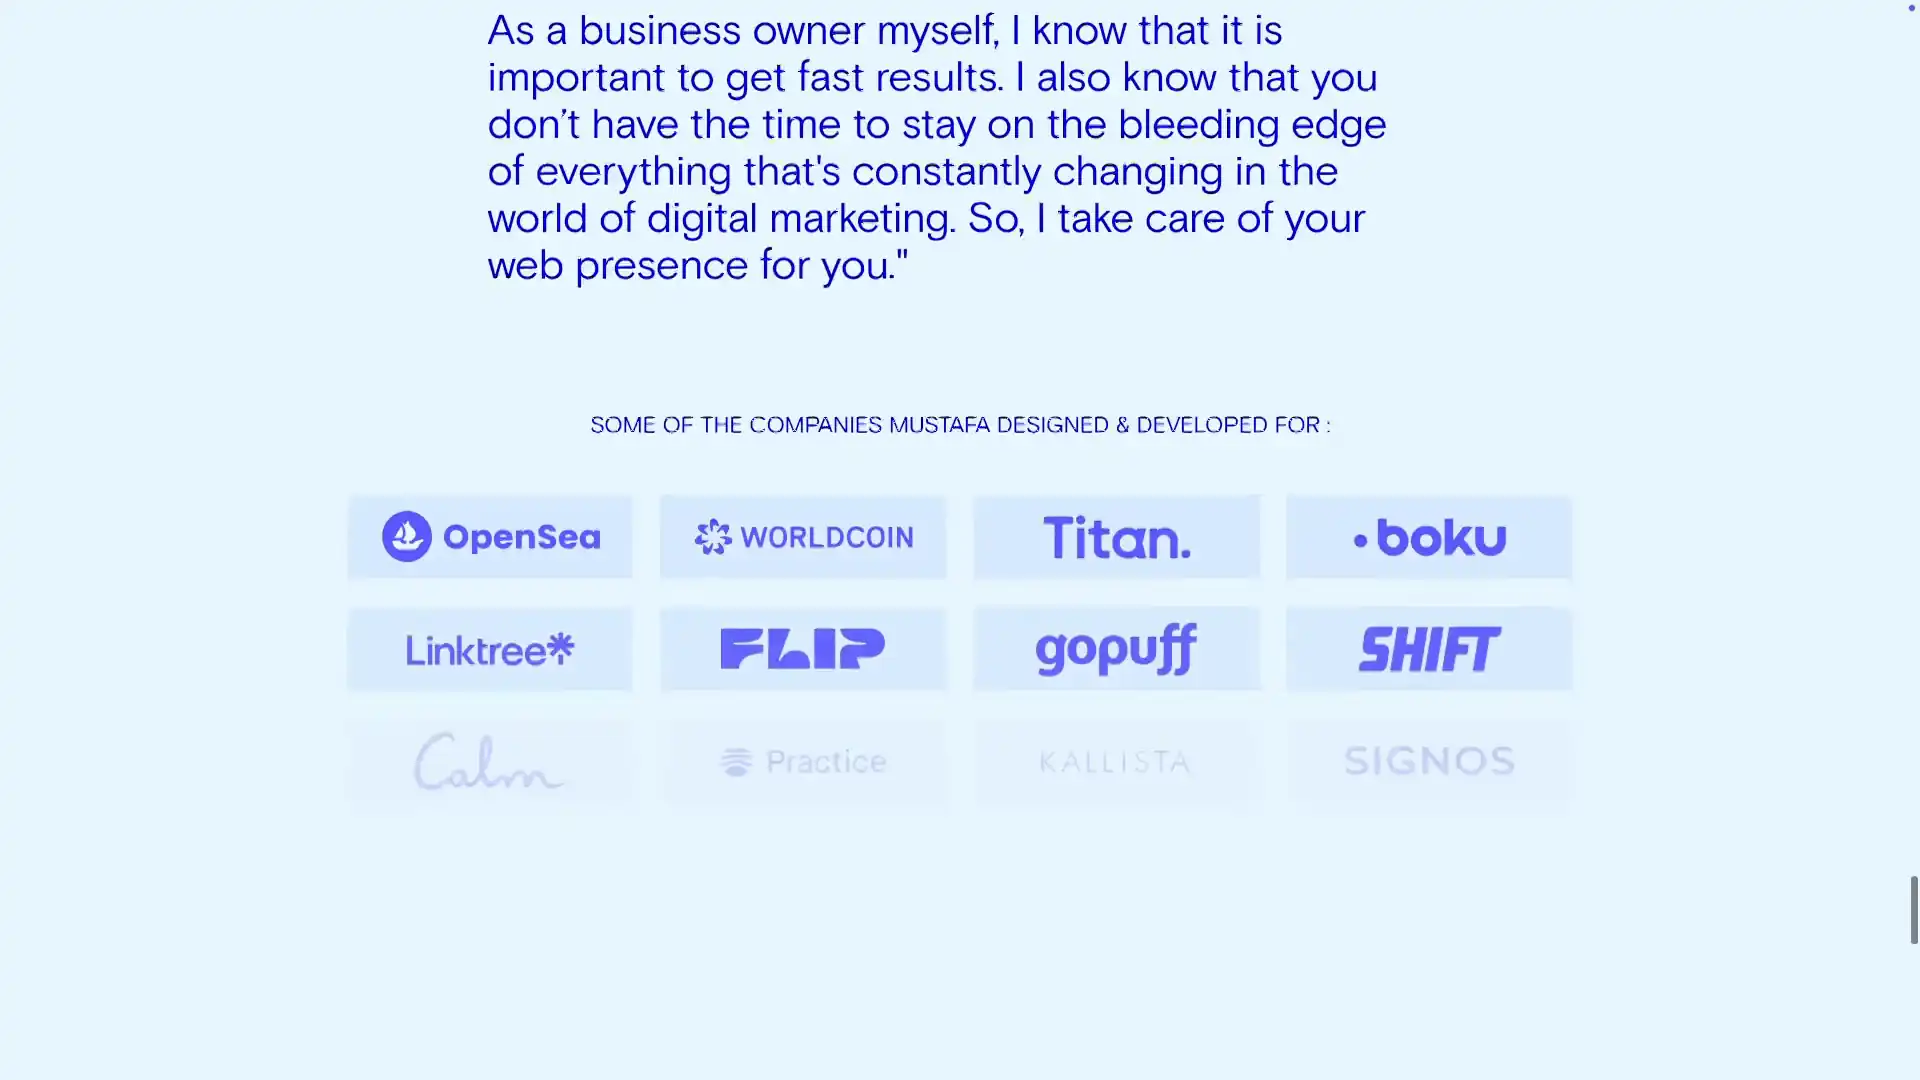 As a business owner myself, I know that it is
important to get fast results. I also know that you
don’t have the time to stay on the bleeding edge
of everything that's constantly changing in the
world of digital marketing. So, I take care of your
web presence for you."
SOME OF THE COMPANIES MUSTAFA DESIGNED & DEVELOPED FOR :
OpenSea WORLDCOIN Titan. boku
Linktree FLIP gopuff SHIFT
Calm Practice KALLISTA SIGNOS